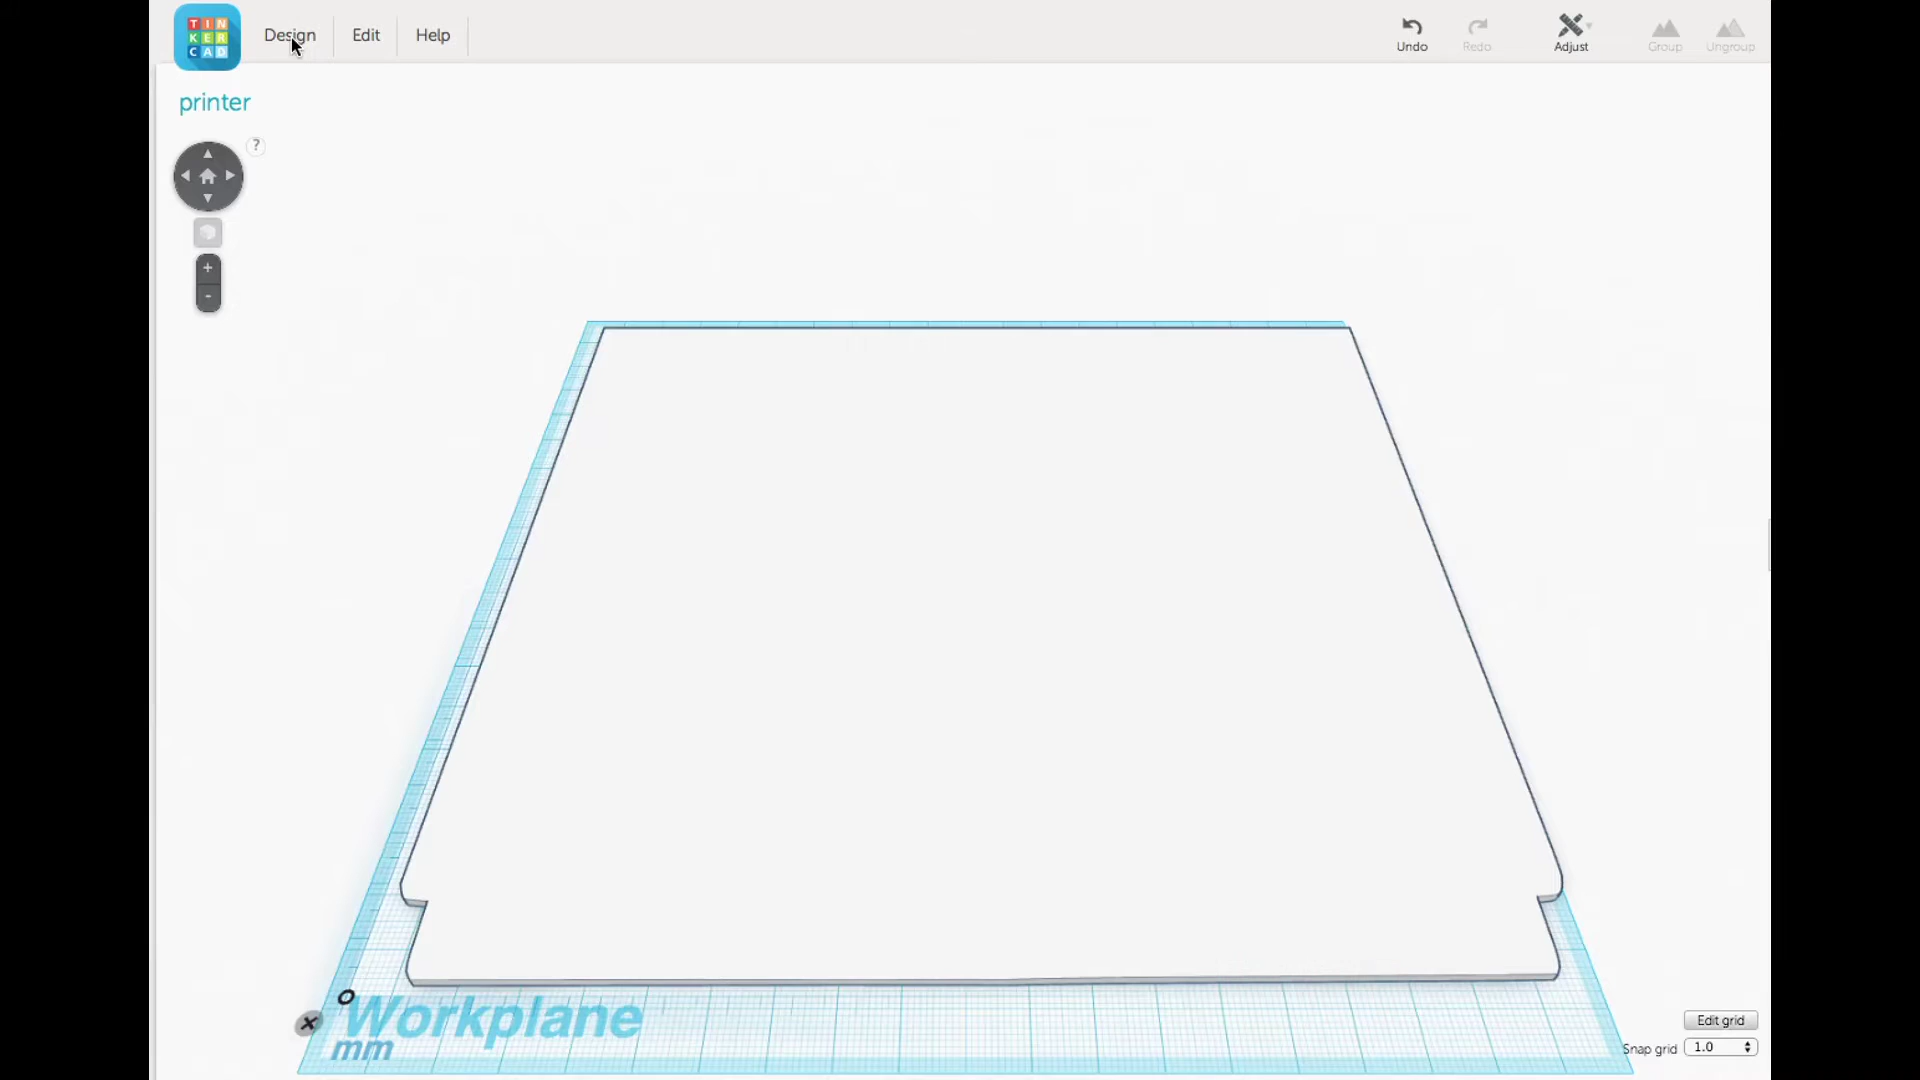 TIN
KER
CAD
Design
Edit
Help
Undo
Redo
Adjust
Group
Ungroup
printer
?
+
-
Workplane
mm
Edit grid
Snap grid 1.0